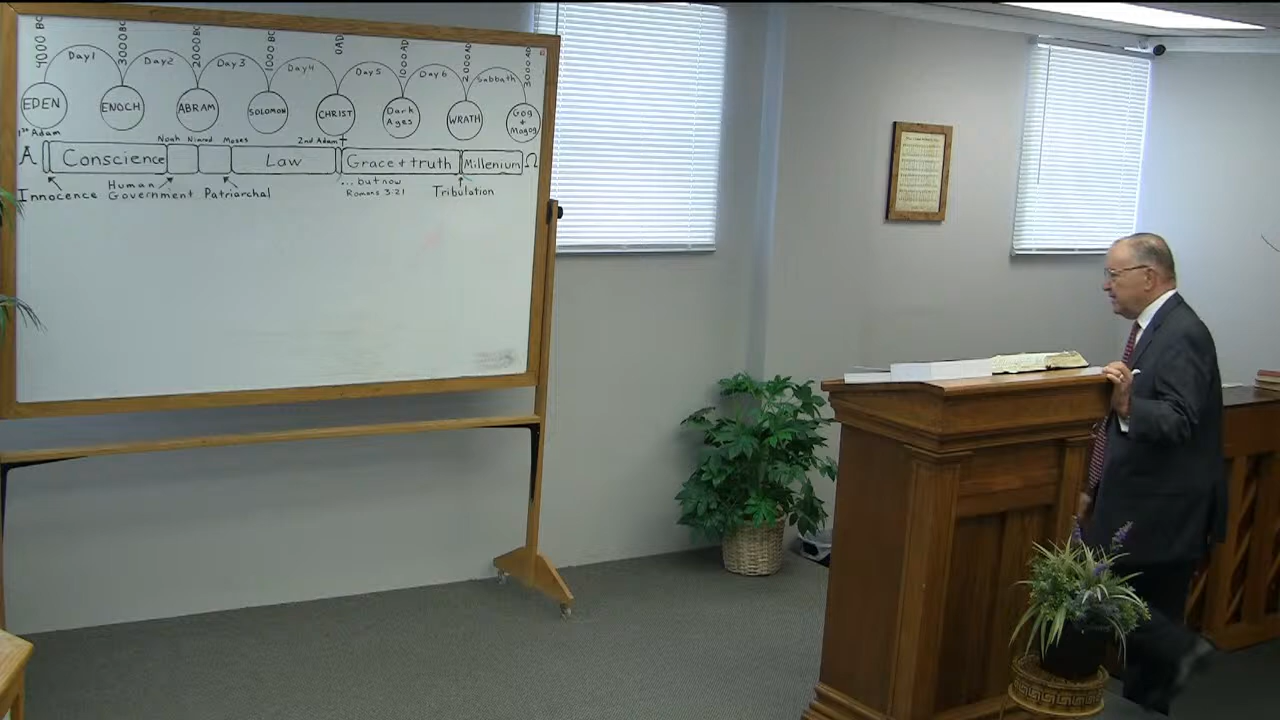 4000 BC 3000 BC 2000 BC 1000 BC 0 AD 1000 AD 2000 AD 3000 AD
Day 1 Day 2 Day 3 Day 4 Day 5 Day 6 Sabbath
EDEN ENOCH ABRAM SOLOMON CHRIST Dark Ages WRATH Gog + Magog
1st Adam Noah Nimrod Moses 2nd Adam
A Conscience Law Grace + truth Millenium Ω
Innocence Human Government Patriarchal ... but now Romans 3:21 Tribulation